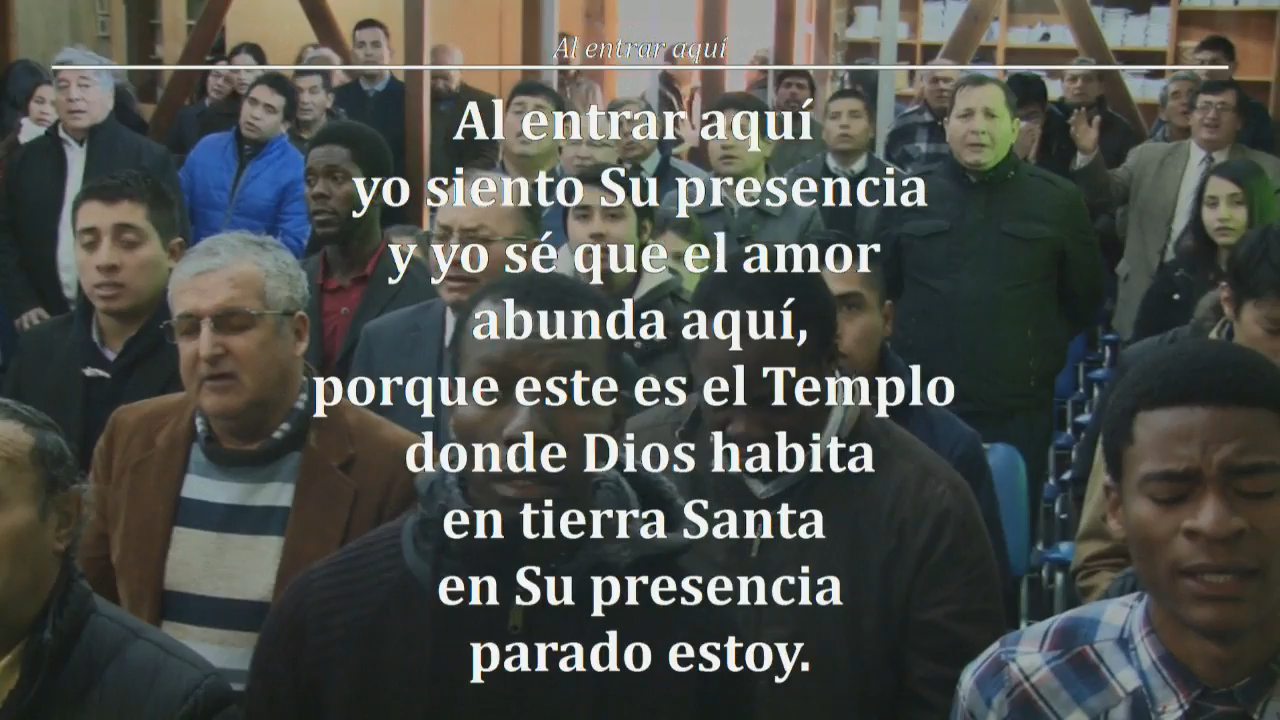 Al entrar aquí
Al entrar aquí
yo siento Su presencia
y yo sé que el amor
abunda aquí,
porque este es el Templo
donde Dios habita
en tierra Santa
en Su presencia
parado estoy.